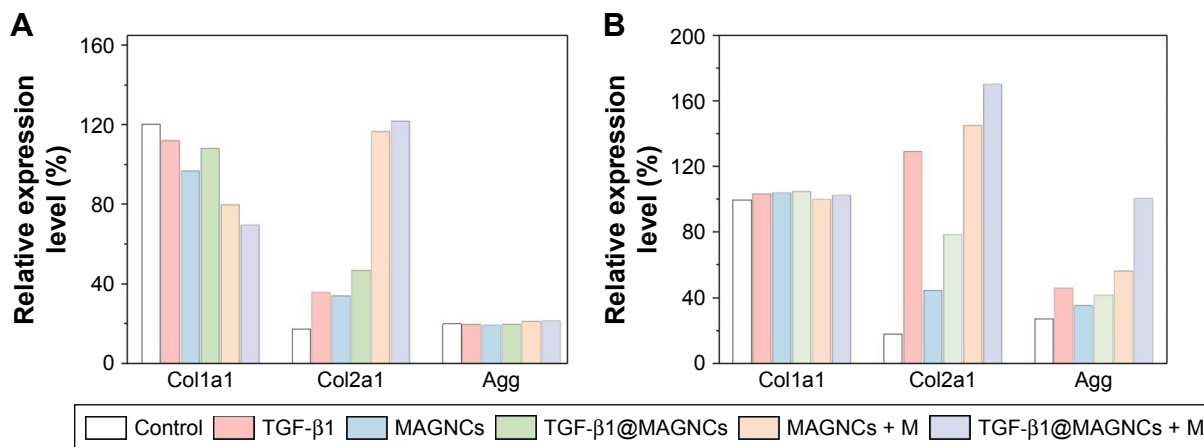 A
Relative expression
level (%)
160
120
80
40
0
Col1a1 Col2a1 Agg
B
Relative expression
level (%)
200
160
120
80
40
0
Col1a1 Col2a1 Agg
Control TGF-β1 MAGNCs TGF-β1@MAGNCs MAGNCs + M TGF-β1@MAGNCs + M